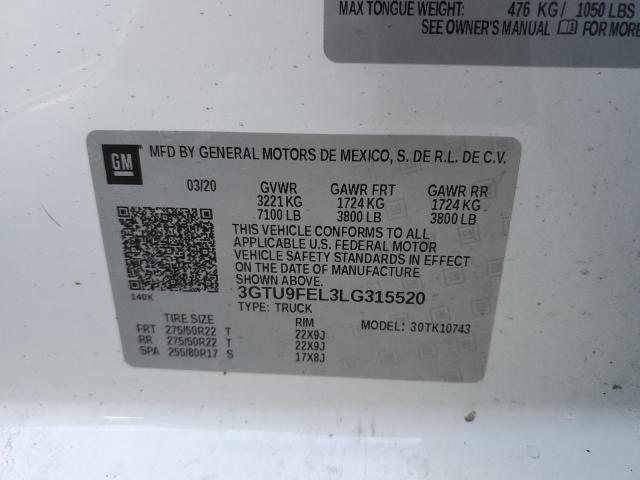 MAX TONGUE WEIGHT: 476 KG/ 1050 LBS
SEE OWNER'S MANUAL FOR MORE
GM MFD BY GENERAL MOTORS DE MEXICO, S. DE R.L. DE C.V.
03/20 GVWR GAWR FRT GAWR RR
3221 KG 1724 KG 1724 KG
7100 LB 3800 LB 3800 LB
THIS VEHICLE CONFORMS TO ALL
APPLICABLE U.S. FEDERAL MOTOR
VEHICLE SAFETY STANDARDS IN EFFECT
ON THE DATE OF MANUFACTURE
SHOWN ABOVE.
140X
3GTU9FEL3LG315520
TYPE: TRUCK
TIRE SIZE RIM MODEL: 30TK10743
FRT 275/50R22 T 22X9J
RR 275/50R22 T 22X9J
SPA 255/80R17 S 17X8J